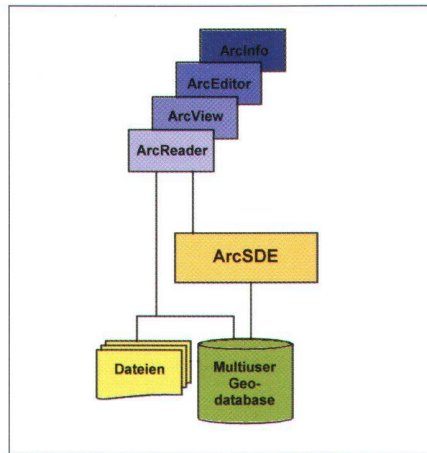 ArcInfo
ArcEditor
ArcView
ArcReader
ArcSDE
Dateien
Multiuser
Geo-
database